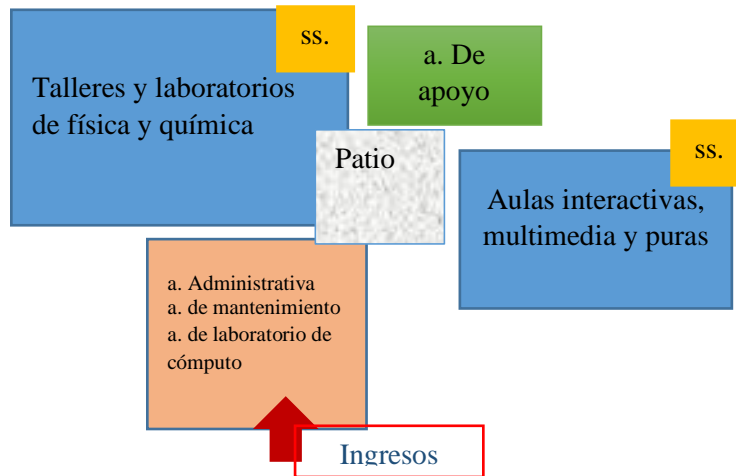 ss.
Talleres y laboratorios
de física y química
a. De
apoyo
Patio
ss.
Aulas interactivas,
multimedia y puras
a. Administrativa
a. de mantenimiento
a. de laboratorio de
cómputo
Ingresos